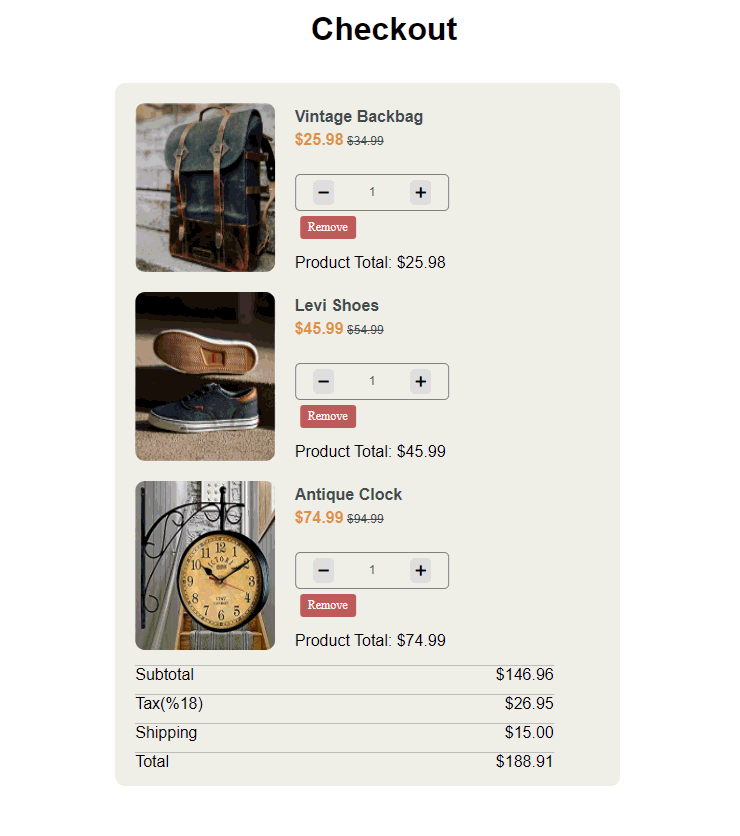 Checkout
Vintage Backbag
$25.98 $34.99
− 1 +
Remove
Product Total: $25.98
Levi Shoes
$45.99 $54.99
− 1 +
Remove
Product Total: $45.99
Antique Clock
$74.99 $94.99
− 1 +
Remove
Product Total: $74.99
Subtotal $146.96
Tax(%18) $26.95
Shipping $15.00
Total $188.91